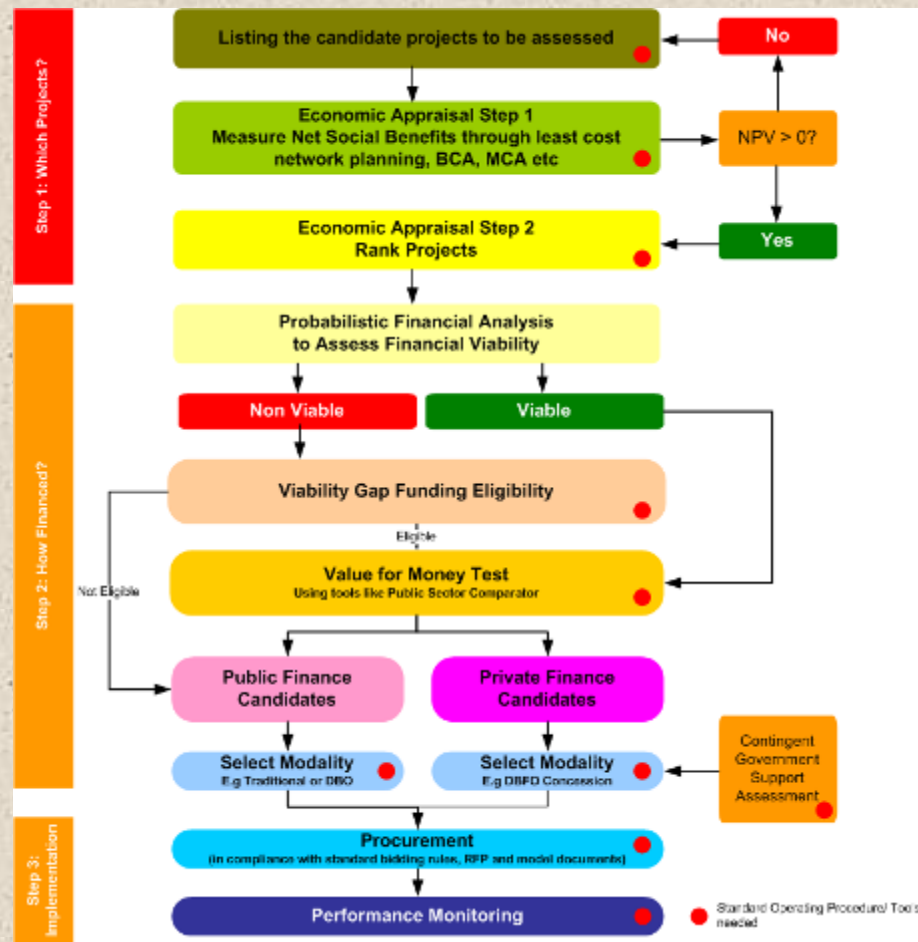 Step 1: Which Projects?
Listing the candidate projects to be assessed
No
Economic Appraisal Step 1
Measure Net Social Benefits through least cost
network planning, BCA, MCA etc
NPV > 0?
Economic Appraisal Step 2
Rank Projects
Yes
Step 2: How Financed?
Probabilistic Financial Analysis
to Assess Financial Viability
Non Viable
Viable
Viability Gap Funding Eligibility
Eligible
Not Eligible
Value for Money Test
Using tools like Public Sector Comparator
Public Finance
Candidates
Private Finance
Candidates
Select Modality
E.g Traditional or DBO
Select Modality
E.g DBFO Concession
Contingent
Government
Support
Assessment
Step 3:
Implementation
Procurement
(in compliance with standard bidding rules, RFP and model documents)
Performance Monitoring
Standard Operating Procedure/ Tools
needed